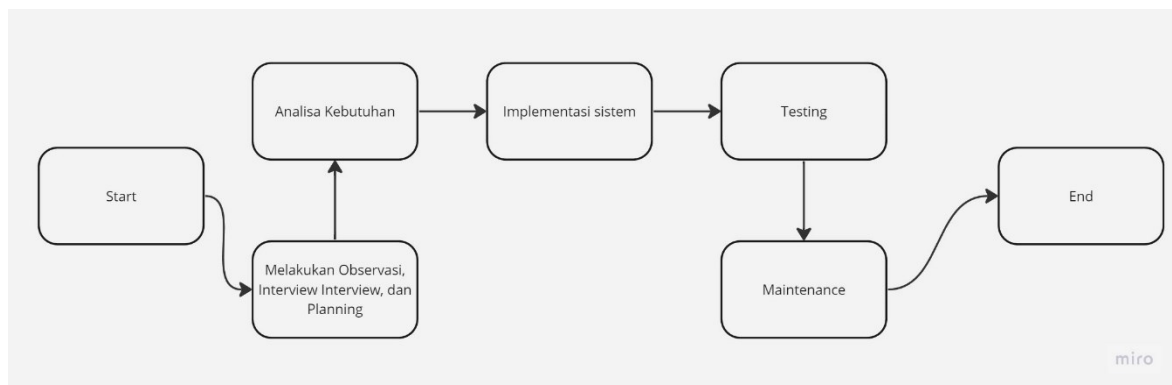 Start
Melakukan Observasi,
Interview Interview, dan
Planning
Analisa Kebutuhan
Implementasi sistem
Testing
Maintenance
End
miro